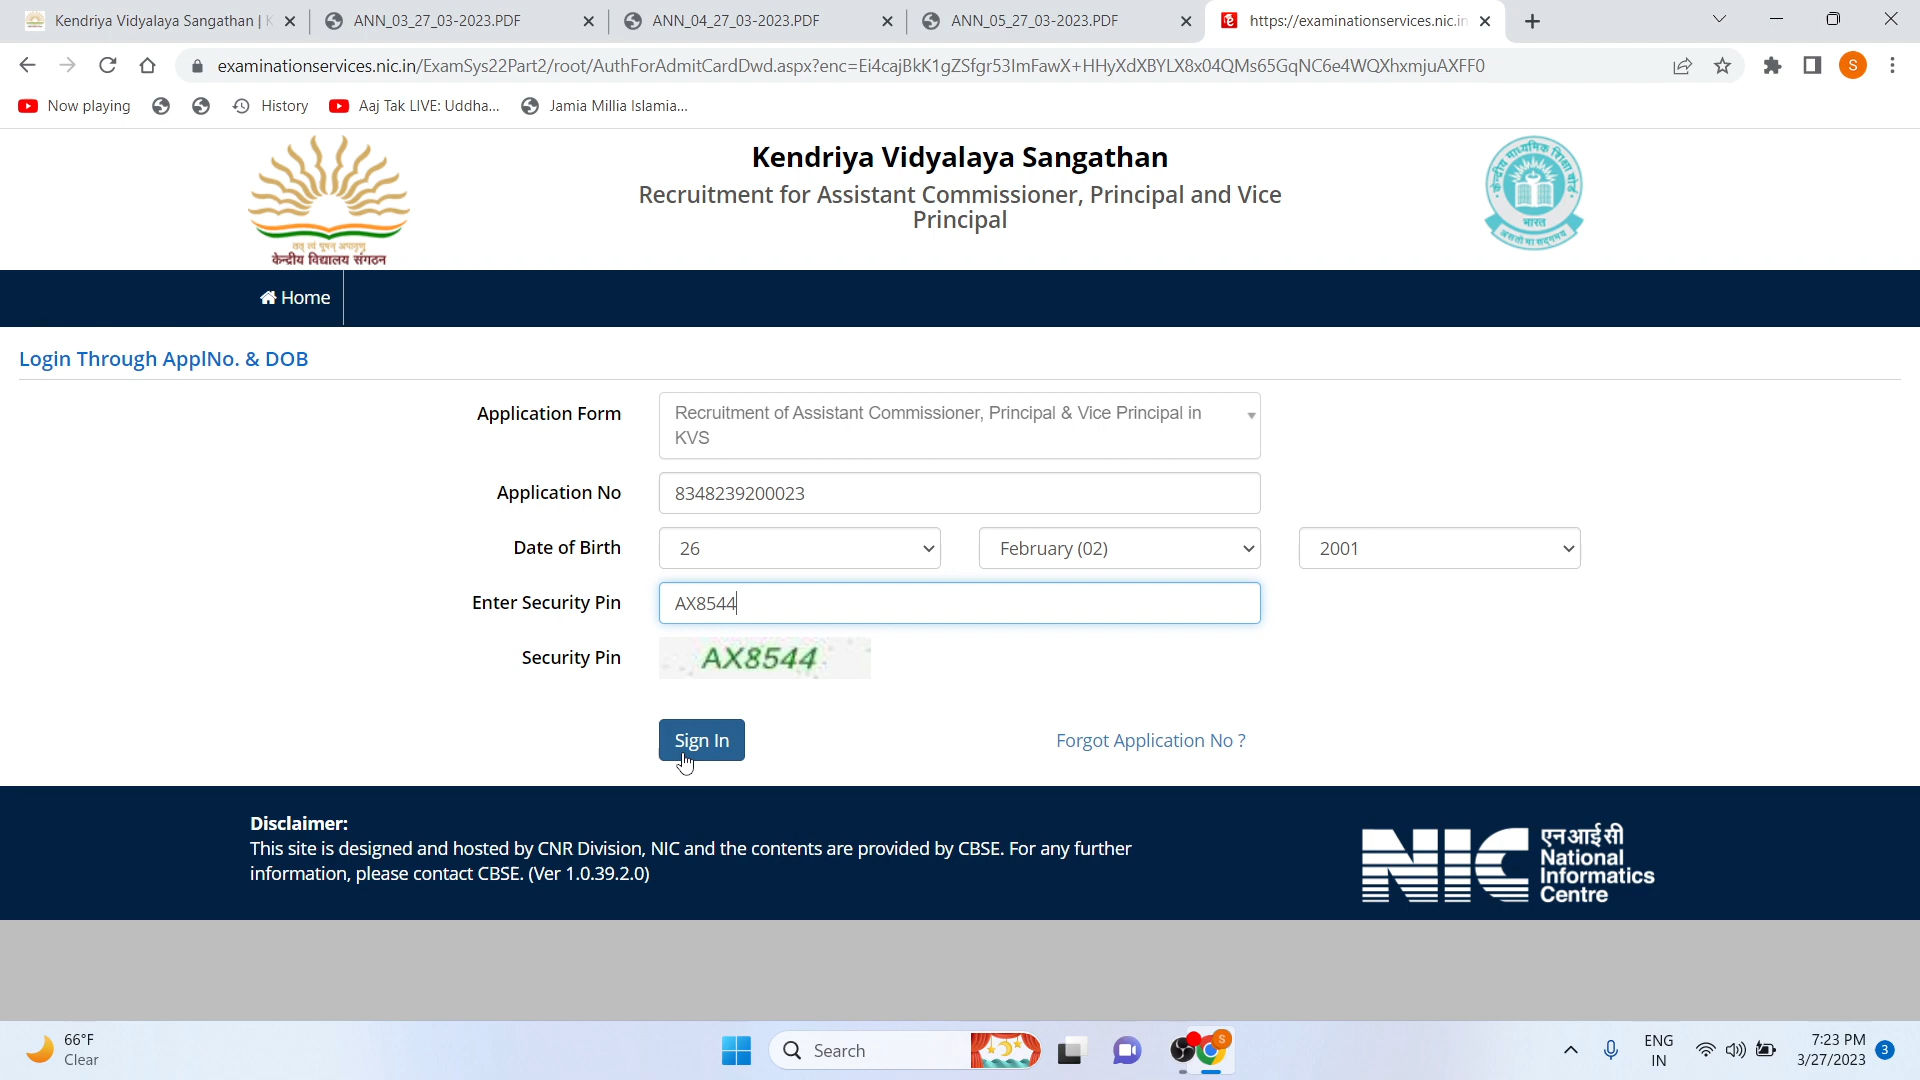 Kendriya Vidyalaya Sangathan | K
ANN_03_27_03-2023.PDF
ANN_04_27_03-2023.PDF
ANN_05_27_03-2023.PDF
https://examinationservices.nic.in
examinationservices.nic.in/ExamSys22Part2/root/AuthForAdmitCardDwd.aspx?enc=Ei4cajBkK1gZSfgr53ImFawX+HHyXdXBYLX8x04QMs65GqNC6e4WQXhxmjuAXFF0
S
Now playing
History
Aaj Tak LIVE: Uddha...
Jamia Millia Islamia...
केन्द्रीय विद्यालय संगठन
Kendriya Vidyalaya Sangathan
Recruitment for Assistant Commissioner, Principal and Vice
Principal
भारत
असतो मा सद्गमय
Home
Login Through ApplNo. & DOB
Application Form
Recruitment of Assistant Commissioner, Principal & Vice Principal in
KVS
Application No
8348239200023
Date of Birth
26
February (02)
2001
Enter Security Pin
AX8544
Security Pin
AX8544
Sign In
Forgot Application No ?
Disclaimer:
This site is designed and hosted by CNR Division, NIC and the contents are provided by CBSE. For any further
information, please contact CBSE. (Ver 1.0.39.2.0)
NIC
एनआईसी
National
Informatics
Centre
66°F
Clear
Search
S
ENG
IN
7:23 PM
3/27/2023
3